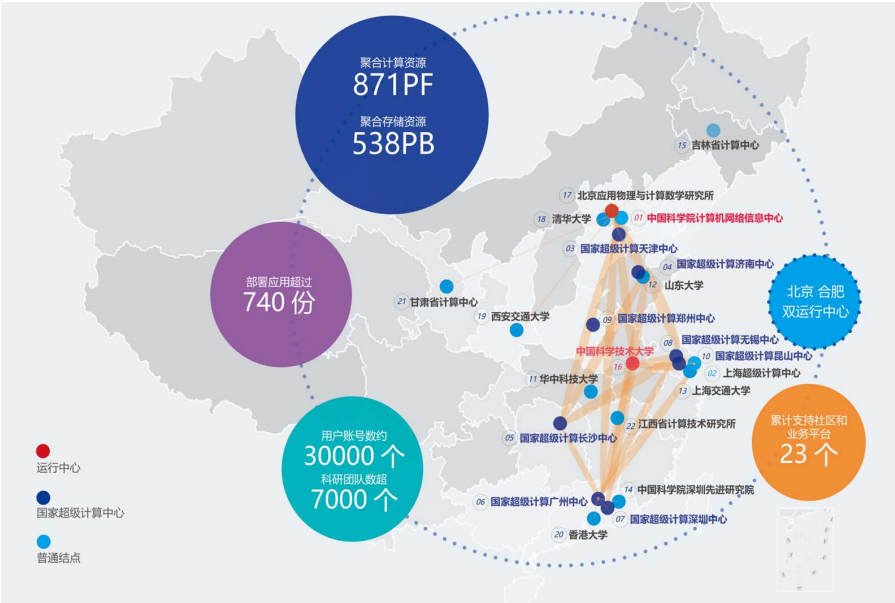 聚合计算资源
871PF
聚合存储资源
538PB
15 吉林省计算中心
17 北京应用物理与计算数学研究所
18 清华大学
01 中国科学院计算机网络信息中心
03 国家超级计算天津中心
04 国家超级计算济南中心
12 山东大学
部署应用超过
740 份
21 甘肃省计算中心
19 西安交通大学
北京 合肥
双运行中心
09 国家超级计算郑州中心
08 国家超级计算无锡中心
中国科学技术大学
16
10 国家超级计算昆山中心
02 上海超级计算中心
11 华中科技大学
13 上海交通大学
用户账号数约
30000 个
科研团队数超
7000 个
05 国家超级计算长沙中心
22 江西省计算技术研究所
累计支持社区和
业务平台
23 个
运行中心
国家超级计算中心
普通结点
14 中国科学院深圳先进研究院
06 国家超级计算广州中心
07 国家超级计算深圳中心
20 香港大学